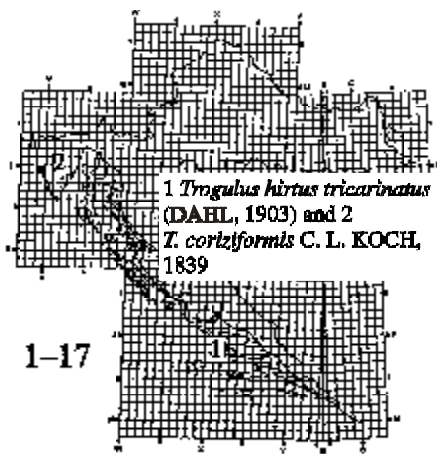 2
1 Trogulus hirtus tricarinatus
(DAHL, 1903) and 2
T. coriziformis C. L. KOCH,
1839
1
1–17